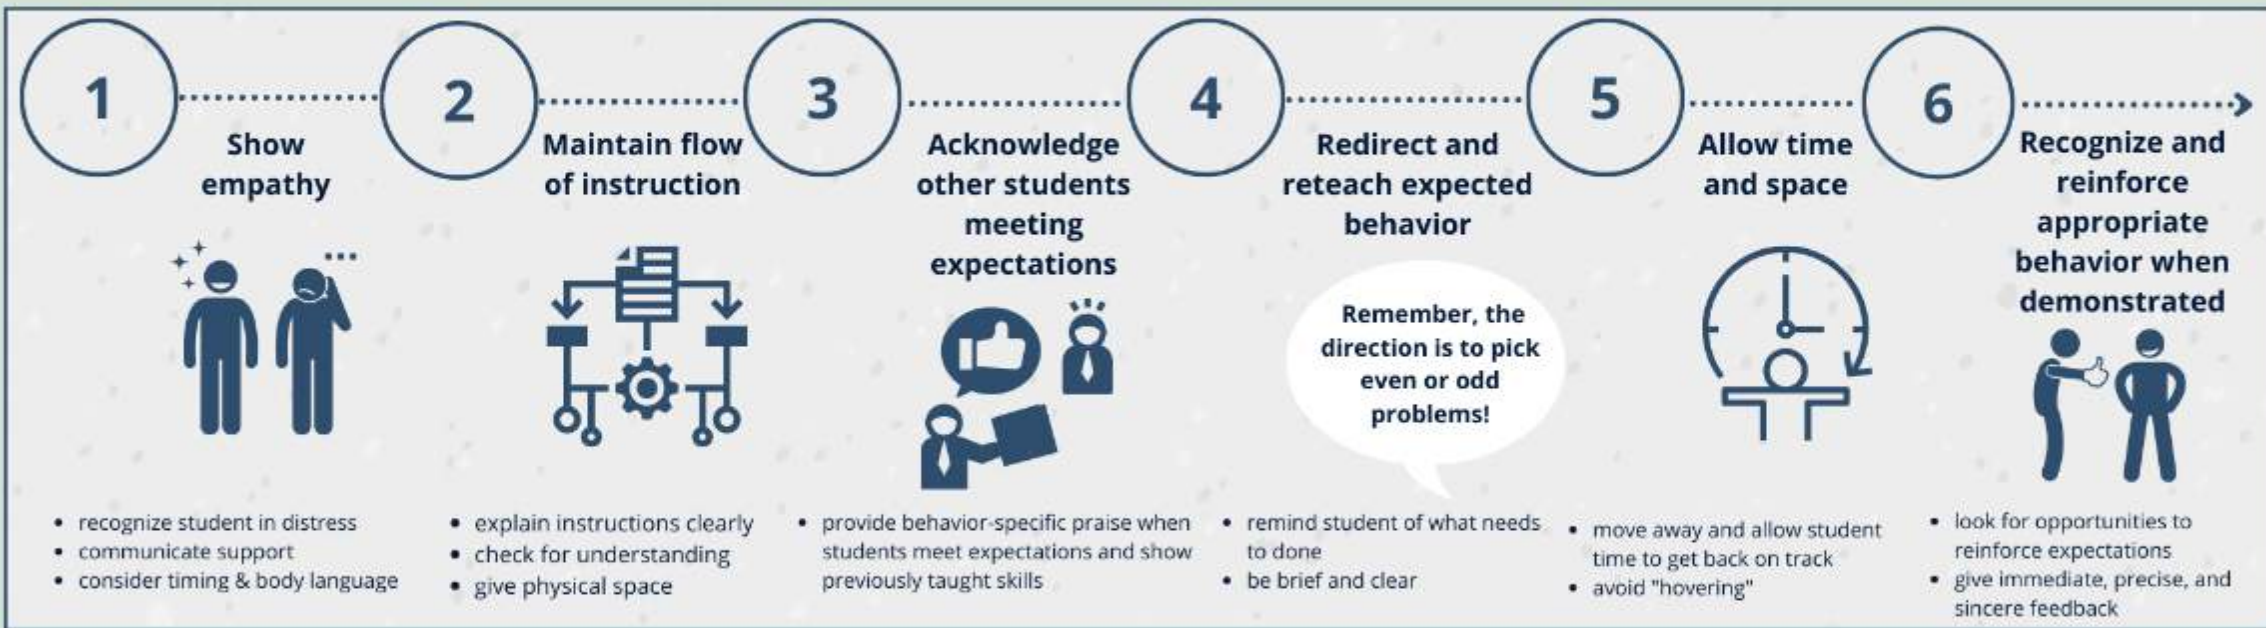 1
Show
empathy
• recognize student in distress
• communicate support
• consider timing & body language
2
Maintain flow
of instruction
• explain instructions clearly
• check for understanding
• give physical space
3
Acknowledge
other students
meeting
expectations
• provide behavior-specific praise when
students meet expectations and show
previously taught skills
4
Redirect and
reteach expected
behavior
Remember, the
direction is to pick
even or odd
problems!
• remind student of what needs
to done
• be brief and clear
5
Allow time
and space
• move away and allow student
time to get back on track
• avoid "hovering"
6
Recognize and
reinforce
appropriate
behavior when
demonstrated
• look for opportunities to
reinforce expectations
• give immediate, precise, and
sincere feedback